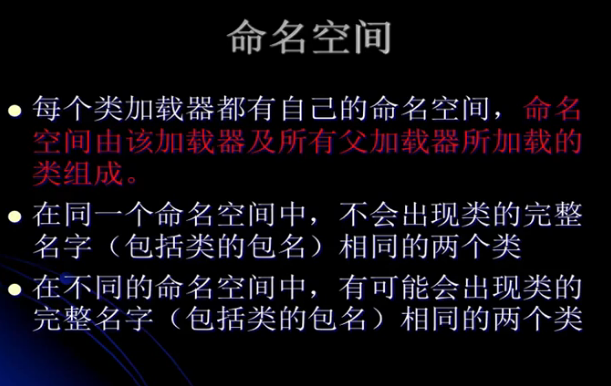 命名空间
每个类加载器都有自己的命名空间，命名
空间由该加载器及所有父加载器所加载的
类组成。
在同一个命名空间中，不会出现类的完整
名字（包括类的包名）相同的两个类
在不同的命名空间中，有可能会出现类的
完整名字（包括类的包名）相同的两个类